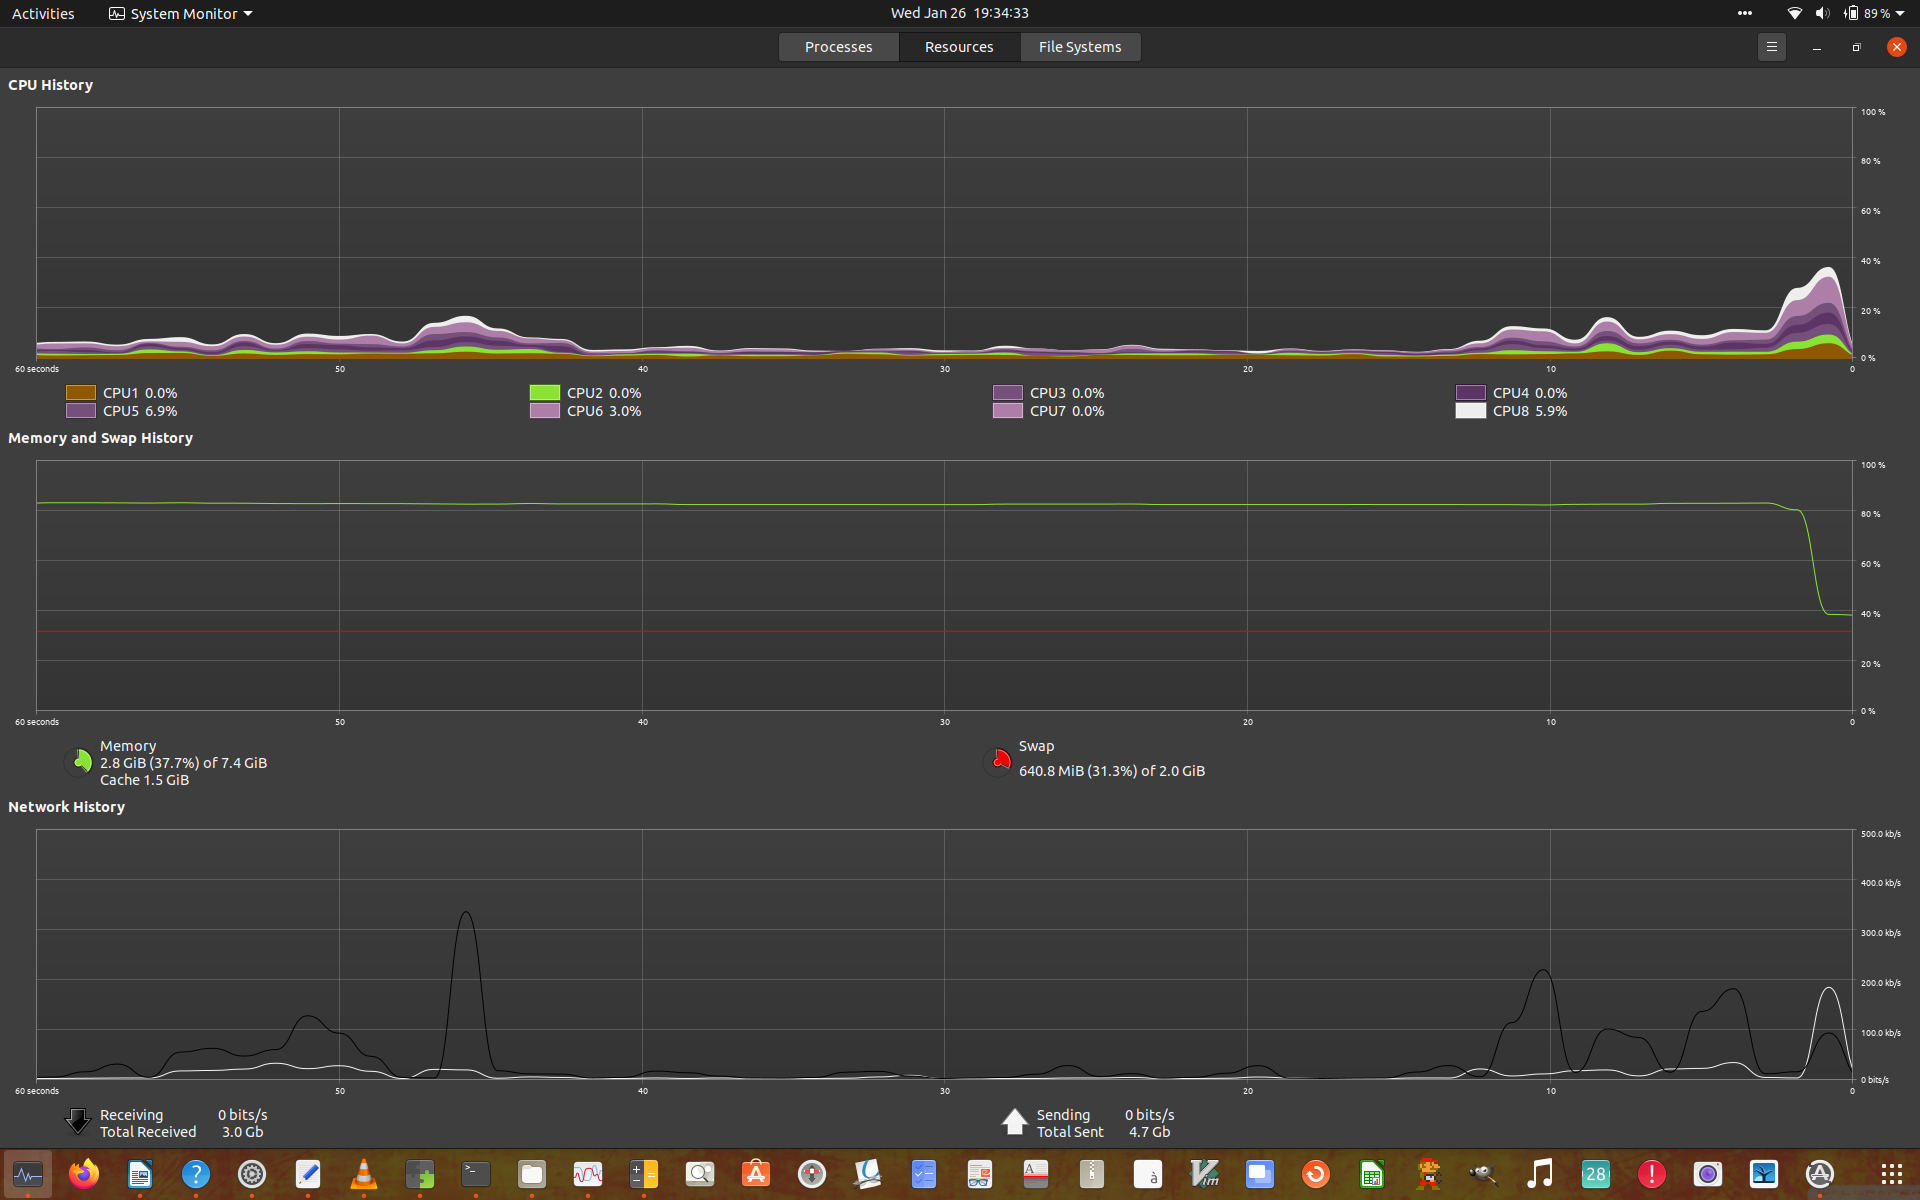 Activities System Monitor Wed Jan 26 19:34:33 89 %
Processes Resources File Systems
CPU History
100 %
80 %
60 %
40 %
20 %
0 %
60 seconds 50 40 30 20 10 0
CPU1 0.0% CPU2 0.0% CPU3 0.0% CPU4 0.0%
CPU5 6.9% CPU6 3.0% CPU7 0.0% CPU8 5.9%
Memory and Swap History
100 %
80 %
60 %
40 %
20 %
0 %
60 seconds 50 40 30 20 10 0
Memory Swap
2.8 GiB (37.7%) of 7.4 GiB 640.8 MiB (31.3%) of 2.0 GiB
Cache 1.5 GiB
Network History
500.0 kb/s
400.0 kb/s
300.0 kb/s
200.0 kb/s
100.0 kb/s
0 bits/s
60 seconds 50 40 30 20 10 0
Receiving 0 bits/s Sending 0 bits/s
Total Received 3.0 Gb Total Sent 4.7 Gb
? >_ A à Vim 28 !